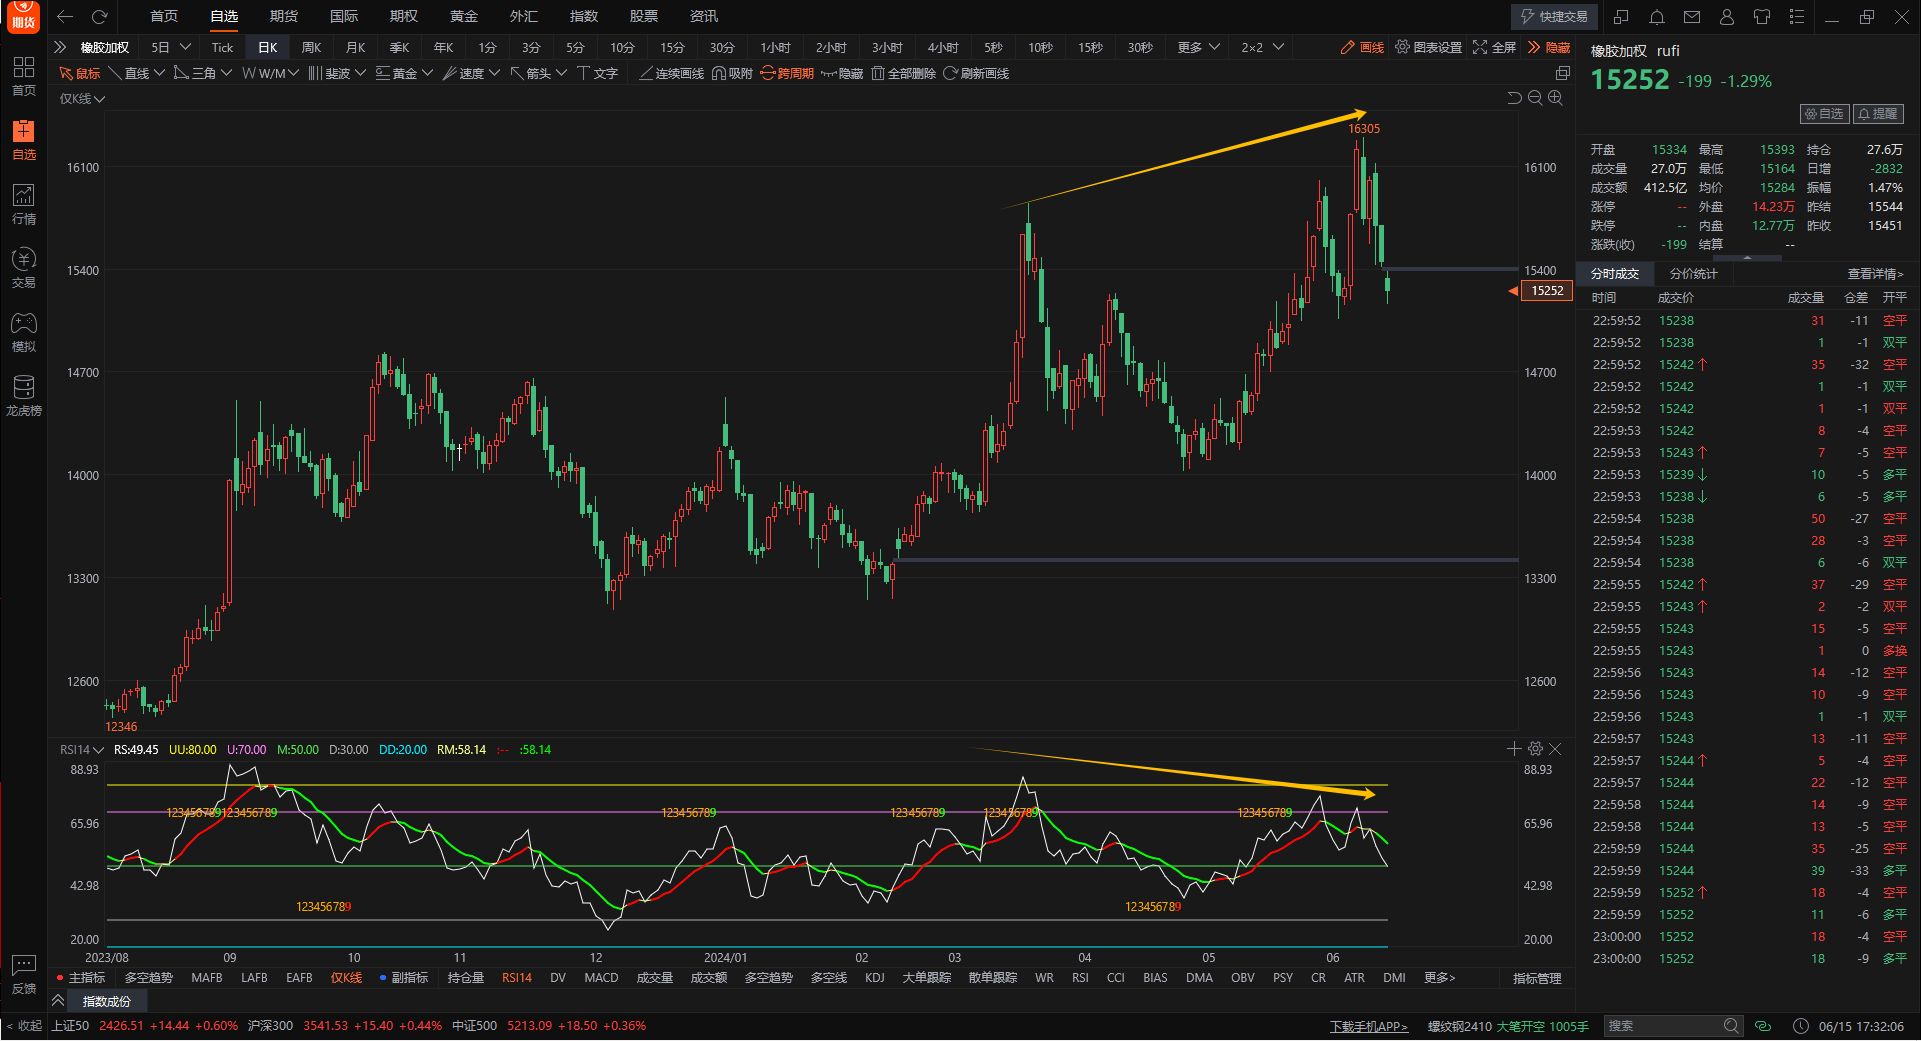 期货 首页 自选 期货 国际 期权 黄金 外汇 指数 股票 资讯 快捷交易
橡胶加权 5日 Tick 日K 周K 月K 季K 年K 1分 3分 5分 10分 15分 30分 1小时 2小时 3小时 4小时 5秒 10秒 15秒 30秒 更多 2×2 画线 图表设置 全屏 隐藏
鼠标 直线 三角 W/M 斐波 黄金 速度 箭头 文字 连续画线 吸附 跨周期 隐藏 全部删除 刷新画线
首页
自选
行情
交易
模拟
龙虎榜
反馈
< 收起
仅K线
16305
16100 16100
15400 15400
15252
14700 14700
14000 14000
13300 13300
12600 12600
12346
RSI14 RS:49.45 UU:80.00 U:70.00 M:50.00 D:30.00 DD:20.00 RM:58.14 :-- :58.14
88.93 88.93
123456789 123456789 123456789 123456789 123456789 123456789
65.96 65.96
42.98 42.98
123456789 123456789
20.00 20.00
2023/08 09 10 11 12 2024/01 02 03 04 05 06
主指标 多空趋势 MAFB LAFB EAFB 仅K线 副指标 持仓量 RSI14 DV MACD 成交量 成交额 多空趋势 多空线 KDJ 大单跟踪 散单跟踪 WR RSI CCI BIAS DMA OBV PSY CR ATR DMI 更多> 指标管理
指数成份
橡胶加权 rufi
15252 -199 -1.29%
自选 提醒
开盘 15334 最高 15393 持仓 27.6万
成交量 27.0万 最低 15164 日增 -2832
成交额 412.5亿 均价 15284 振幅 1.47%
涨停 -- 外盘 14.23万 昨结 15544
跌停 -- 内盘 12.77万 昨收 15451
涨跌(收) -199 结算 --
分时成交 分价统计 查看详情>
时间 成交价 成交量 仓差 开平
22:59:52 15238 31 -11 空平
22:59:52 15238 1 -1 双平
22:59:52 15242↑ 35 -32 空平
22:59:52 15242 1 -1 双平
22:59:52 15242 1 -1 双平
22:59:53 15242 8 -4 空平
22:59:53 15243↑ 7 -5 空平
22:59:53 15239↓ 10 -5 多平
22:59:53 15238↓ 6 -5 多平
22:59:54 15238 50 -27 空平
22:59:54 15238 28 -3 空平
22:59:54 15238 6 -6 双平
22:59:55 15242↑ 37 -29 空平
22:59:55 15243↑ 2 -2 双平
22:59:55 15243 15 -5 空平
22:59:55 15243 1 0 多换
22:59:56 15243 14 -12 空平
22:59:56 15243 10 -9 空平
22:59:56 15243 1 -1 双平
22:59:57 15243 13 -11 空平
22:59:57 15244↑ 5 -4 空平
22:59:57 15244 22 -12 空平
22:59:58 15244 14 -9 空平
22:59:58 15244 13 -5 空平
22:59:59 15244 35 -25 空平
22:59:59 15244 39 -33 多平
22:59:59 15252↑ 18 -4 空平
22:59:59 15252 11 -6 多平
23:00:00 15252 18 -4 空平
23:00:00 15252 18 -9 多平
上证50 2426.51 +14.44 +0.60% 沪深300 3541.53 +15.40 +0.44% 中证500 5213.09 +18.50 +0.36% 下载手机APP> 螺纹钢2410 大笔开空 1005手 搜索 06/15 17:32:06